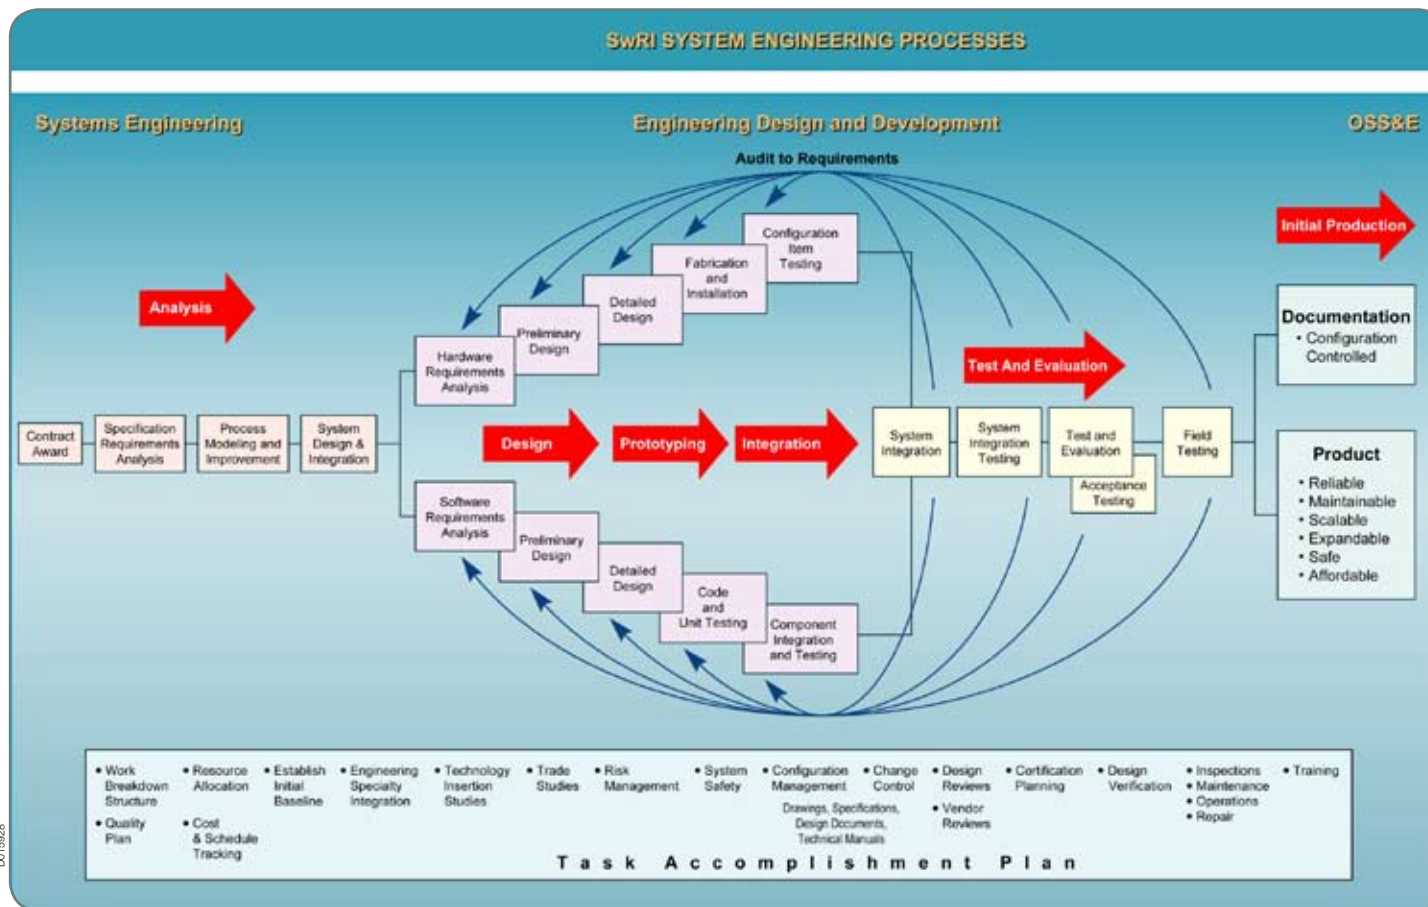 SwRI SYSTEM ENGINEERING PROCESSES
Systems Engineering
Engineering Design and Development
OSS&E
Audit to Requirements
Analysis
Contract
Award
Specification
Requirements
Analysis
Process
Modeling and
Improvement
System
Design &
Integration
Hardware
Requirements
Analysis
Preliminary
Design
Detailed
Design
Fabrication
and
Installation
Configuration
Item
Testing
Design
Prototyping
Integration
Software
Requirements
Analysis
Preliminary
Design
Detailed
Design
Code
and
Unit Testing
Component
Integration
and Testing
Test And Evaluation
System
Integration
System
Integration
Testing
Test and
Evaluation
Acceptance
Testing
Field
Testing
Initial Production
Documentation
• Configuration
Controlled
Product
• Reliable
• Maintainable
• Scalable
• Expandable
• Safe
• Affordable
• Work
Breakdown
Structure
• Quality
Plan
• Resource
Allocation
• Cost
& Schedule
Tracking
• Establish
Initial
Baseline
• Engineering
Specialty
Integration
• Technology
Insertion
Studies
• Trade
Studies
• Risk
Management
• System
Safety
• Configuration
Management
Drawings, Specifications,
Design Documents,
Technical Manuals
• Change
Control
• Design
Reviews
• Vendor
Reviews
• Certification
Planning
• Design
Verification
• Inspections
• Maintenance
• Operations
• Repair
• Training
Task Accomplishment Plan